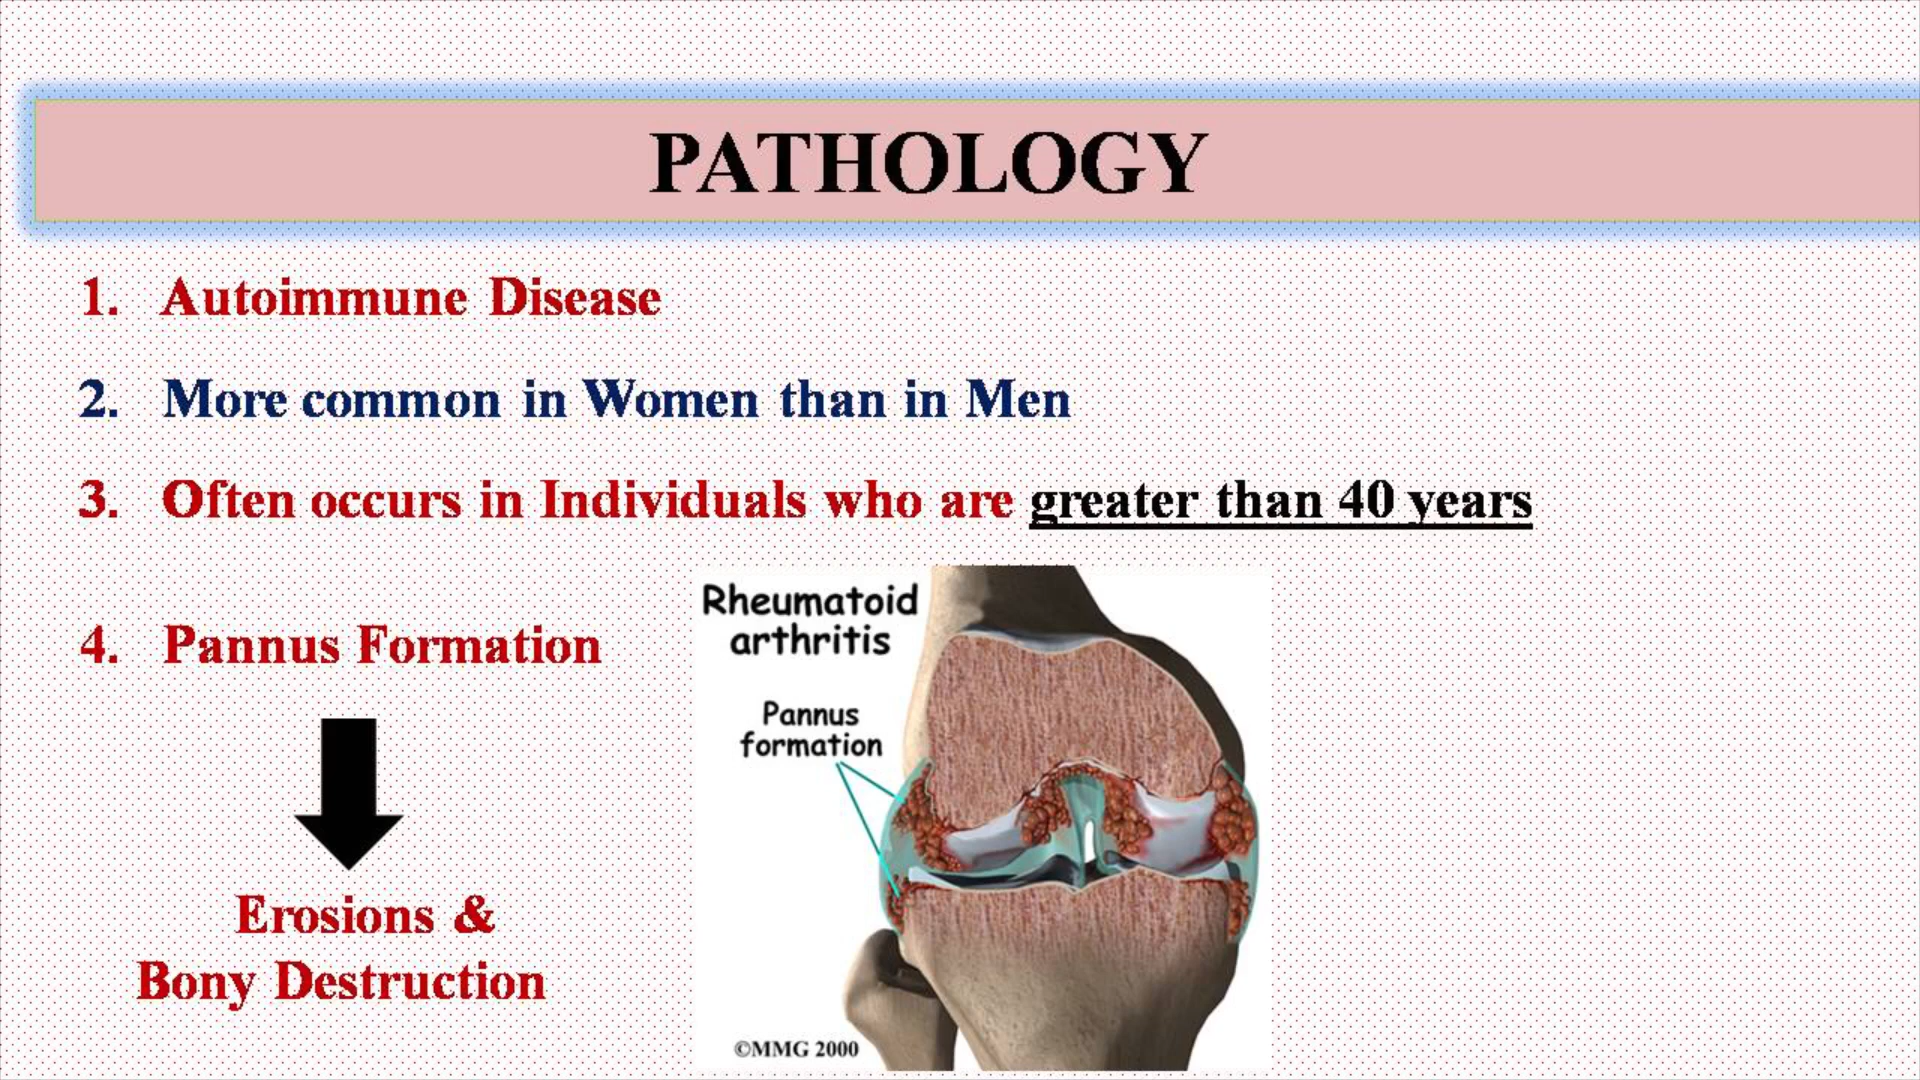 PATHOLOGY
1. Autoimmune Disease
2. More common in Women than in Men
3. Often occurs in Individuals who are greater than 40 years
4. Pannus Formation
Erosions &
Bony Destruction
Rheumatoid
arthritis
Pannus
formation
©MMG 2000